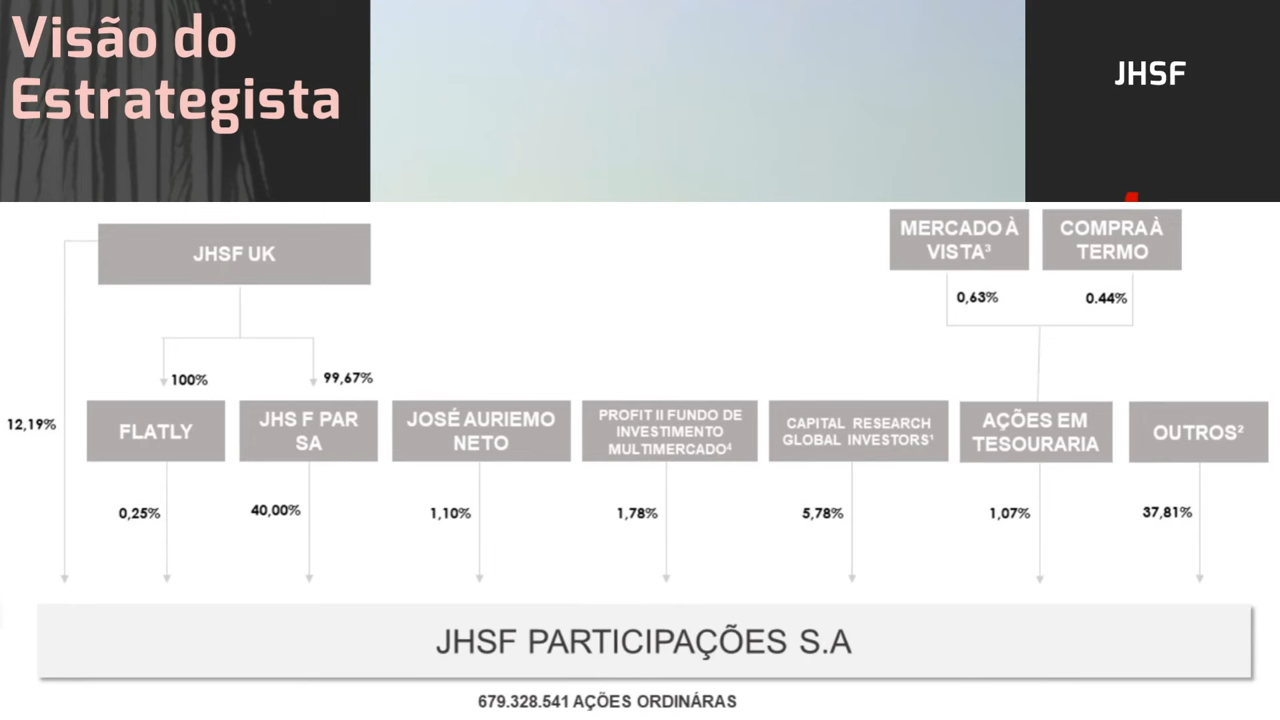 Visão do
Estrategista
JHSF
JHSF UK
MERCADO À
VISTA³
COMPRA À
TERMO
0,63%
0.44%
100%
99,67%
12,19%
FLATLY
JHS F PAR
SA
JOSÉ AURIEMO
NETO
PROFIT II FUNDO DE
INVESTIMENTO
MULTIMERCADO⁴
CAPITAL RESEARCH
GLOBAL INVESTORS¹
AÇÕES EM
TESOURARIA
OUTROS²
0,25%
40,00%
1,10%
1,78%
5,78%
1,07%
37,81%
JHSF PARTICIPAÇÕES S.A
679.328.541 AÇÕES ORDINÁRAS